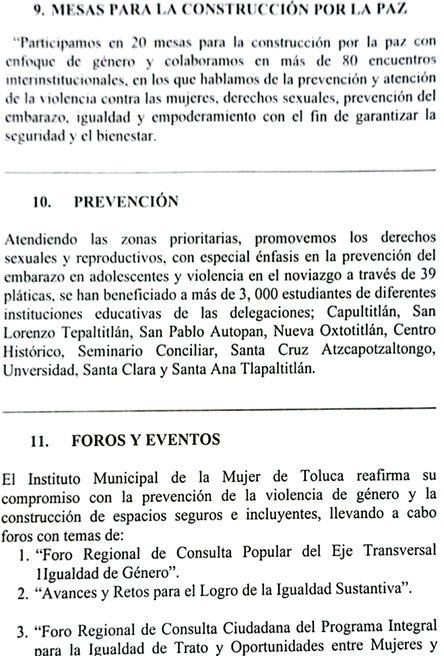 9. MESAS PARA LA CONSTRUCCIÓN POR LA PAZ
"Participamos en 20 mesas para la construcción por la paz con
enfoque de género y colaboramos en más de 80 encuentros
interinstitucionales, en los que hablamos de la prevención y atención
de la violencia contra las mujeres, derechos sexuales, prevención del
embarazo, igualdad y empoderamiento con el fin de garantizar la
seguridad y el bienestar.
10. PREVENCIÓN
Atendiendo las zonas prioritarias, promovemos los derechos
sexuales y reproductivos, con especial énfasis en la prevención del
embarazo en adolescentes y violencia en el noviazgo a través de 39
pláticas, se han beneficiado a más de 3, 000 estudiantes de diferentes
instituciones educativas de las delegaciones; Capultitlán, San
Lorenzo Tepaltitlán, San Pablo Autopan, Nueva Oxtotitlán, Centro
Histórico, Seminario Conciliar, Santa Cruz Atzcapotzaltongo,
Unversidad, Santa Clara y Santa Ana Tlapaltitlán.
11. FOROS Y EVENTOS
El Instituto Municipal de la Mujer de Toluca reafirma su
compromiso con la prevención de la violencia de género y la
construcción de espacios seguros e incluyentes, llevando a cabo
foros con temas de:
1. "Foro Regional de Consulta Popular del Eje Transversal
1Igualdad de Género".
2. "Avances y Retos para el Logro de la Igualdad Sustantiva".
3. "Foro Regional de Consulta Ciudadana del Programa Integral
para la Igualdad de Trato y Oportunidades entre Mujeres y